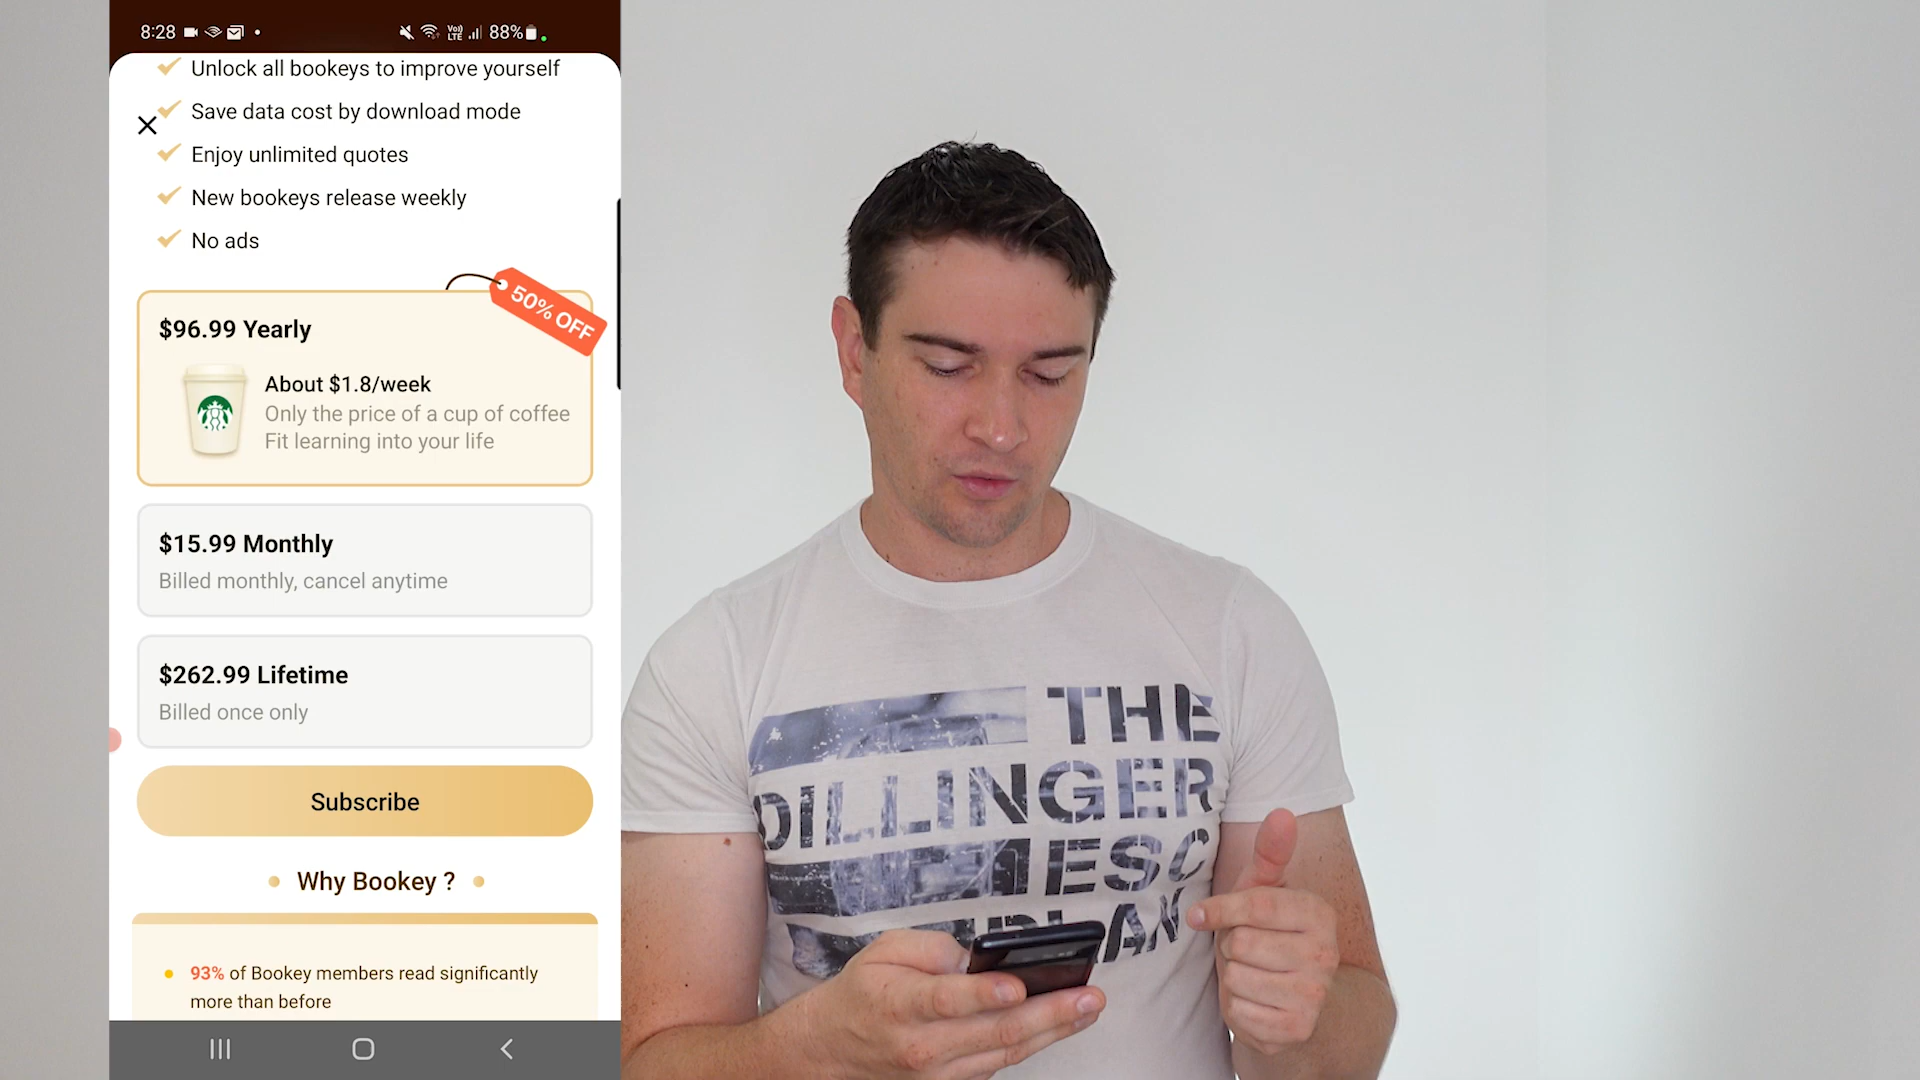 8:28
Vo))
LTE
88%
Unlock all bookeys to improve yourself
Save data cost by download mode
Enjoy unlimited quotes
New bookeys release weekly
No ads
50% OFF
$96.99 Yearly
About $1.8/week
Only the price of a cup of coffee
Fit learning into your life
$15.99 Monthly
Billed monthly, cancel anytime
$262.99 Lifetime
Billed once only
Subscribe
Why Bookey ?
93% of Bookey members read significantly
more than before
THE
DILLINGER
ESC
PLAN